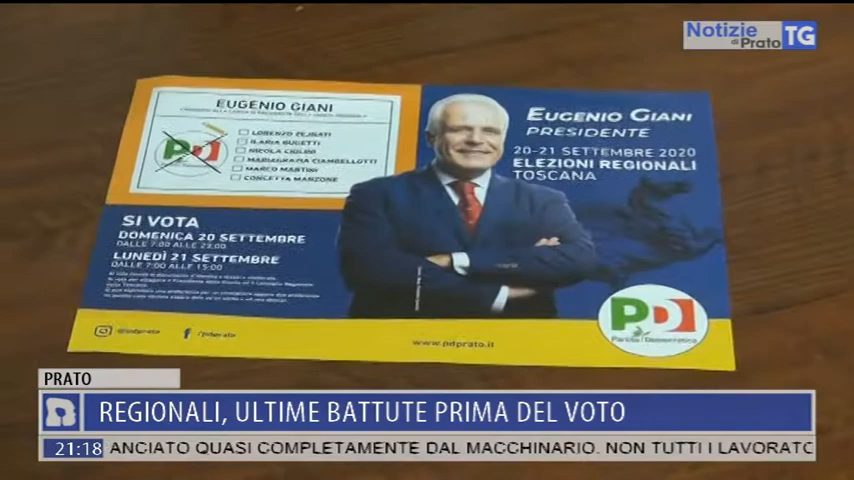 Notizie
di Prato TG
EUGENIO GIANI
EUGENIO GIANI
PRESIDENTE
20-21 SETTEMBRE 2020
ELEZIONI REGIONALI
TOSCANA
PD
LORENZO ZEJBATI
ILARIA BUGETTI
NICOLA CIOLINI
MARIAGRAZIA CIAMBELLOTTI
MARCO MARTINI
CONCETTA MARZONE
SI VOTA
DOMENICA 20 SETTEMBRE
DALLE 7:00 ALLE 23:00
LUNEDÌ 21 SETTEMBRE
DALLE 7:00 ALLE 15:00
@pdprato
/pdprato
www.pdprato.it
PD
Partito Democratico
PRATO
REGIONALI, ULTIME BATTUTE PRIMA DEL VOTO
21:18 ANCIATO QUASI COMPLETAMENTE DAL MACCHINARIO. NON TUTTI I LAVORATO